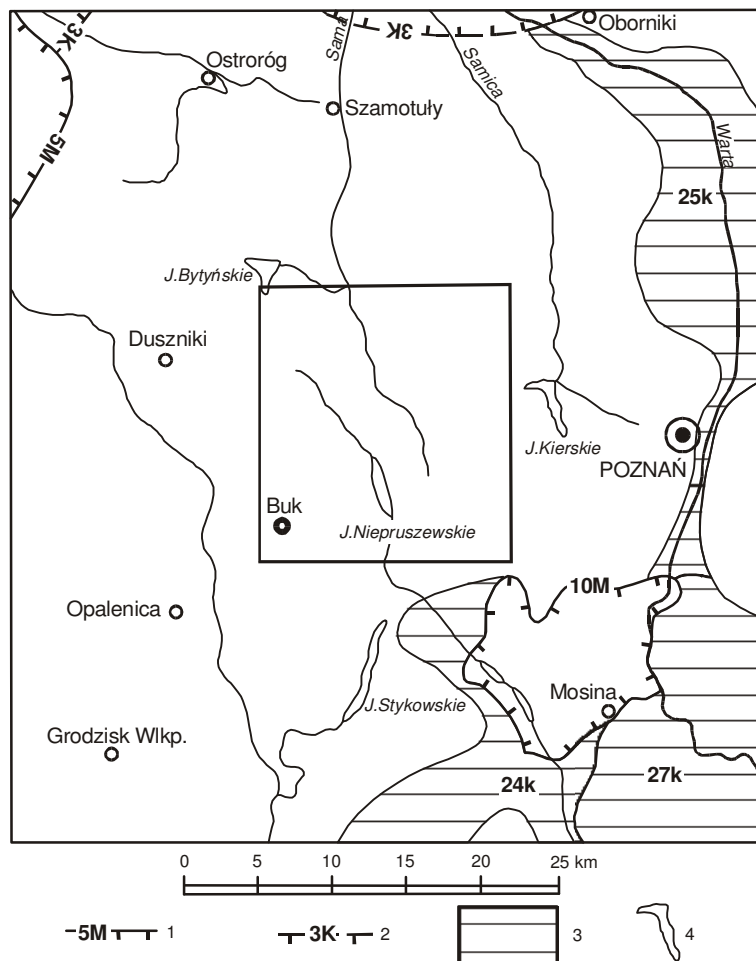 3K
Sama
3K
Samica
Oborniki
Ostroróg
Szamotuły
5M
Warta
25k
J.Bytyńskie
Duszniki
J.Kierskie
POZNAŃ
Buk
J.Niepruszewskie
10M
Opalenica
Mosina
J.Stykowskie
Grodzisk Wlkp.
24k
27k
0 5 10 15 20 25 km
5M 1 3K 2 3 4